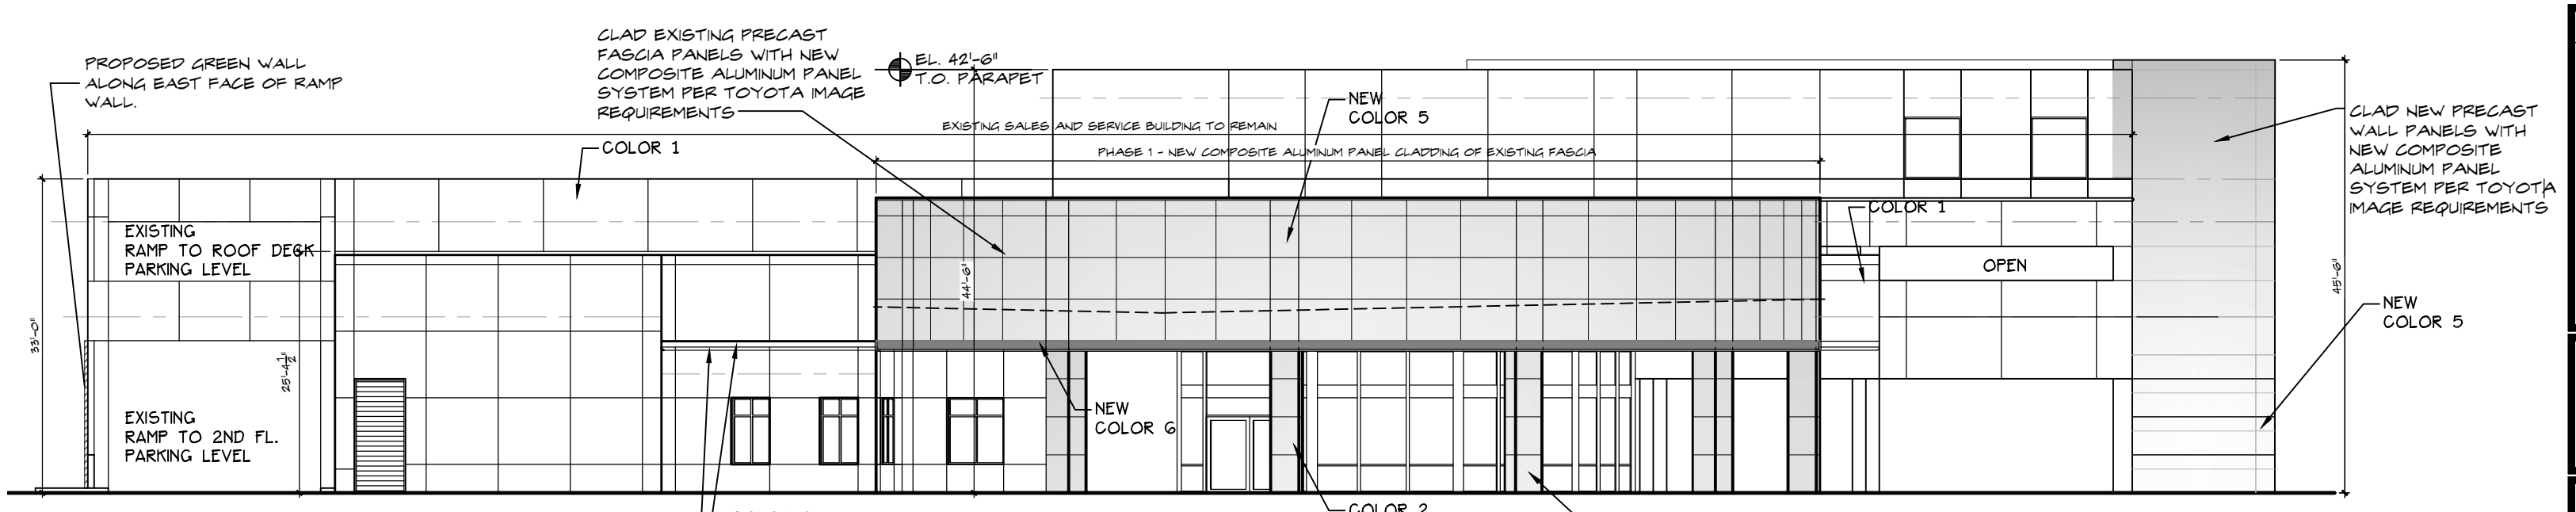 PROPOSED GREEN WALL
ALONG EAST FACE OF RAMP
WALL.
CLAD EXISTING PRECAST
FASCIA PANELS WITH NEW
COMPOSITE ALUMINUM PANEL
SYSTEM PER TOYOTA IMAGE
REQUIREMENTS
EL. 42'-6"
T.O. PARAPET
NEW
COLOR 5
EXISTING SALES AND SERVICE BUILDING TO REMAIN
PHASE 1 - NEW COMPOSITE ALUMINUM PANEL CLADDING OF EXISTING FASCIA
COLOR 1
CLAD NEW PRECAST
WALL PANELS WITH
NEW COMPOSITE
ALUMINUM PANEL
SYSTEM PER TOYOTA
IMAGE REQUIREMENTS
COLOR 1
EXISTING
RAMP TO ROOF DECK
PARKING LEVEL
OPEN
44'-6"
45'-6"
33'-0"
25'-4 1/2"
NEW
COLOR 5
NEW
COLOR 6
EXISTING
RAMP TO 2ND FL.
PARKING LEVEL
COLOR 2